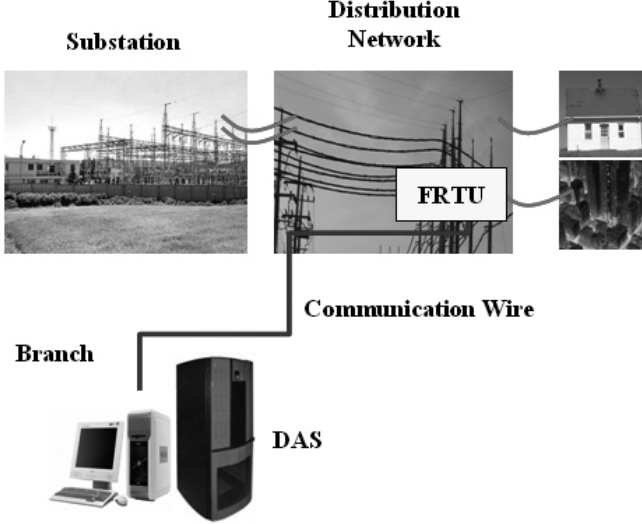 Substation
Distribution
Network
FRTU
Communication Wire
Branch
DAS